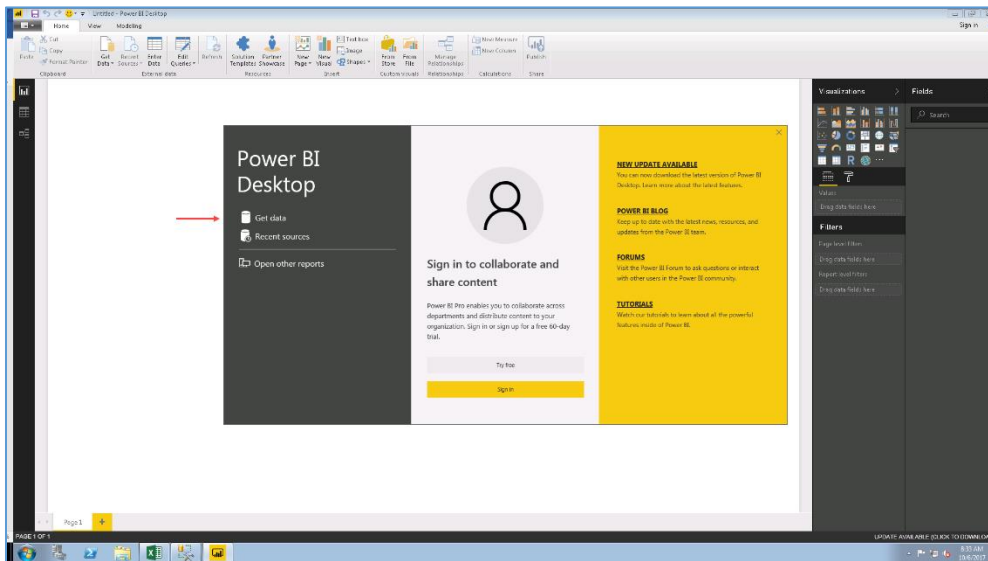 Untitled - Power BI Desktop
Home View Modeling
Sign in
Paste
Cut
Copy
Format Painter
Clipboard
Get Data
Recent Sources
Enter Data
Edit Queries
External data
Refresh
Solution Templates
Partner Showcase
Resources
New Page
New Visual
Text box
Image
Shapes
Insert
From Store
From File
Custom visuals
Manage Relationships
Relationships
New Measure
New Column
Calculations
Publish
Share
Power BI
Desktop
Get data
Recent sources
Open other reports
Sign in to collaborate and
share content
Power BI Pro enables you to collaborate across
departments and distribute content to your
organization. Sign in or sign up for a free 60-day
trial.
Try free
Sign in
NEW UPDATE AVAILABLE
You can now download the latest version of Power BI
Desktop. Learn more about the latest features.
POWER BI BLOG
Keep up to date with the latest news, resources, and
updates from the Power BI team.
FORUMS
Visit the Power BI Forum to ask questions or interact
with other users in the Power BI community.
TUTORIALS
Watch our tutorials to learn about all the powerful
features inside of Power BI.
Visualizations
R
Values
Drag data fields here
Filters
Page level filters
Drag data fields here
Report level filters
Drag data fields here
Fields
Search
Page 1
PAGE 1 OF 1
UPDATE AVAILABLE (CLICK TO DOWNLOA
8:35 AM
10/6/2017